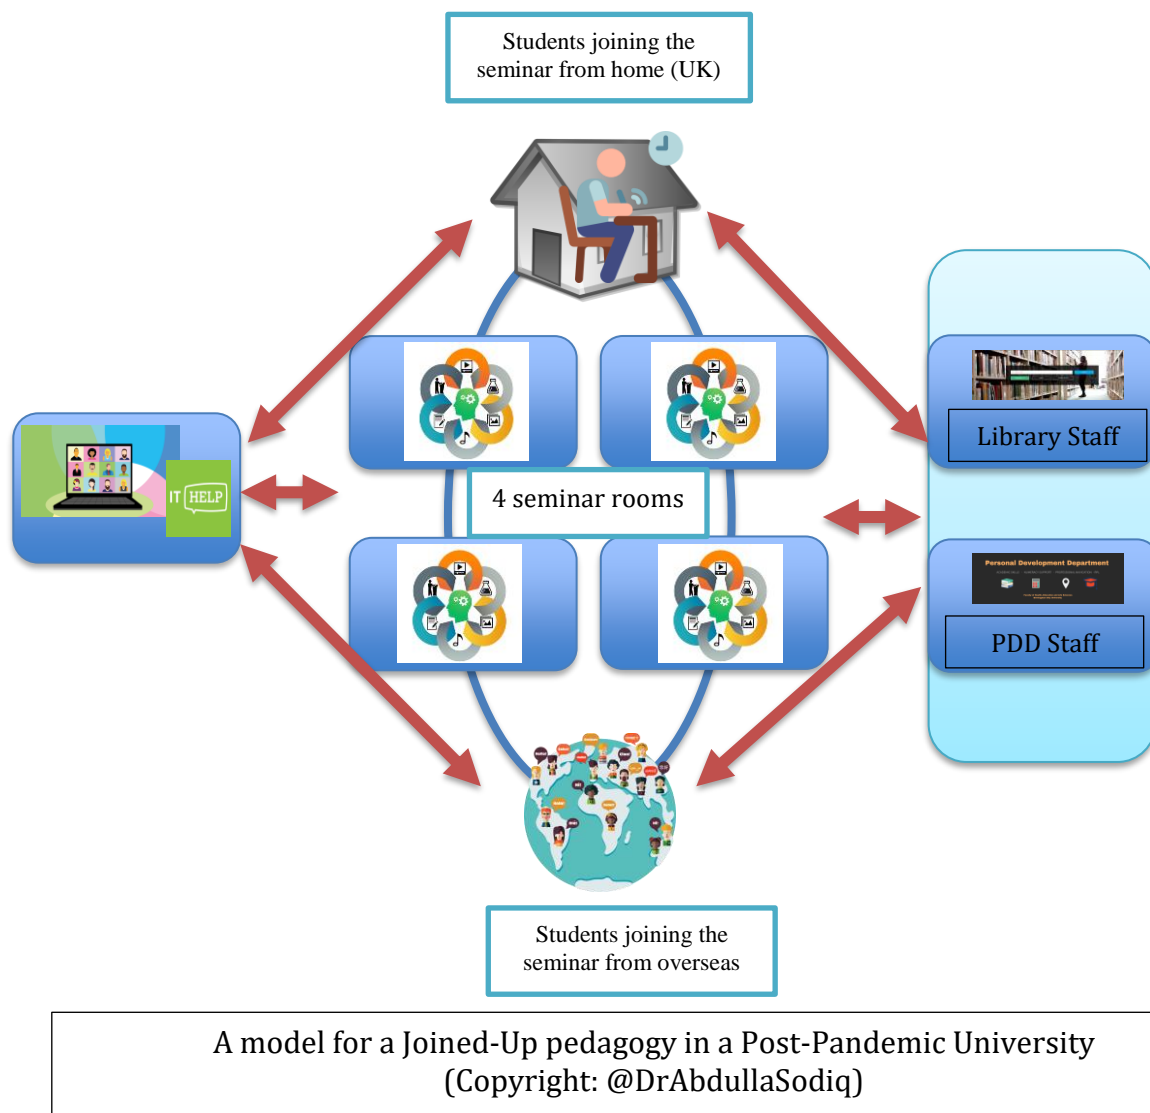 Students joining the
seminar from home (UK)
Library Staff
IT HELP
4 seminar rooms
Personal Development Department
PDD Staff
Students joining the
seminar from overseas
A model for a Joined-Up pedagogy in a Post-Pandemic University
(Copyright: @DrAbdullaSodiq)